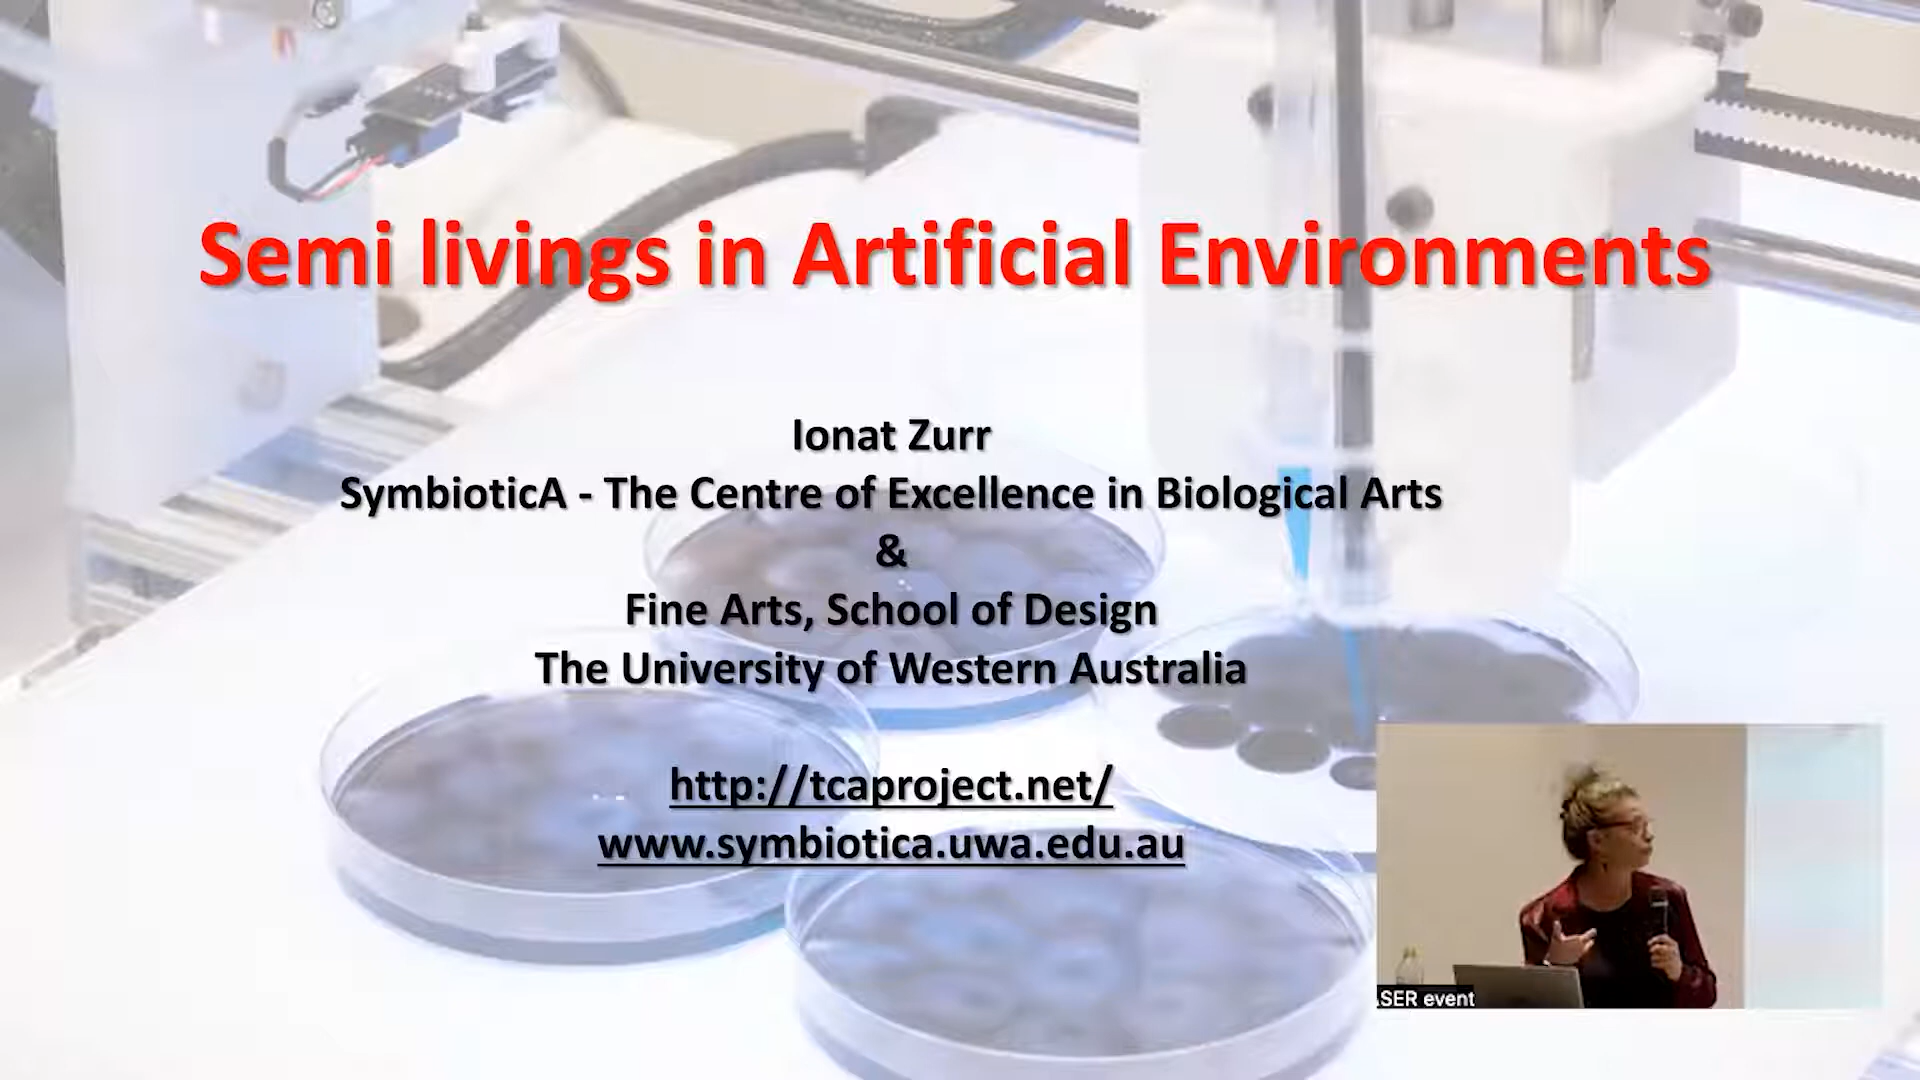 Semi livings in Artificial Environments
Ionat Zurr
SymbioticA - The Centre of Excellence in Biological Arts
&
Fine Arts, School of Design
The University of Western Australia
http://tcaproject.net/
www.symbiotica.uwa.edu.au
event